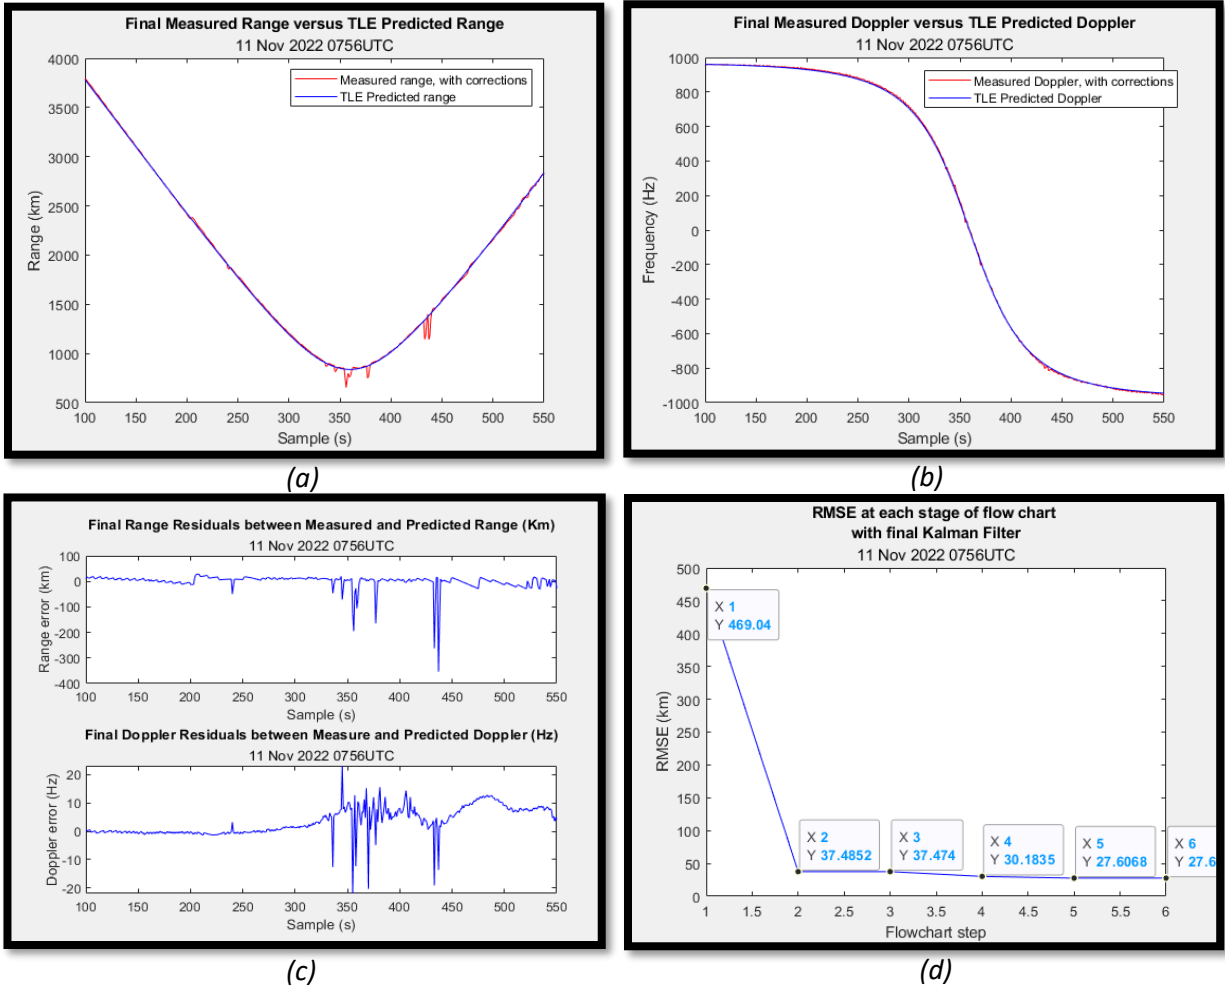 Final Measured Range versus TLE Predicted Range
11 Nov 2022 0756UTC
4000
3500
3000
2500
2000
1500
1000
500
Range (km)
Measured range, with corrections
TLE Predicted range
100 150 200 250 300 350 400 450 500 550
Sample (s)
(a)
Final Measured Doppler versus TLE Predicted Doppler
11 Nov 2022 0756UTC
1000
800
600
400
200
0
-200
-400
-600
-800
-1000
Frequency (Hz)
Measured Doppler, with corrections
TLE Predicted Doppler
100 150 200 250 300 350 400 450 500 550
Sample (s)
(b)
Final Range Residuals between Measured and Predicted Range (Km)
11 Nov 2022 0756UTC
100
0
-100
-200
-300
-400
Range error (km)
100 150 200 250 300 350 400 450 500 550
Sample (s)
Final Doppler Residuals between Measure and Predicted Doppler (Hz)
11 Nov 2022 0756UTC
20
10
0
-10
-20
Doppler error (Hz)
100 150 200 250 300 350 400 450 500 550
Sample (s)
(c)
RMSE at each stage of flow chart
with final Kalman Filter
11 Nov 2022 0756UTC
500
450
400
350
300
250
200
150
100
50
0
RMSE (km)
X 1
Y 469.04
X 2
Y 37.4852
X 3
Y 37.474
X 4
Y 30.1835
X 5
Y 27.6068
X 6
Y 27.6
1 1.5 2 2.5 3 3.5 4 4.5 5 5.5 6
Flowchart step
(d)